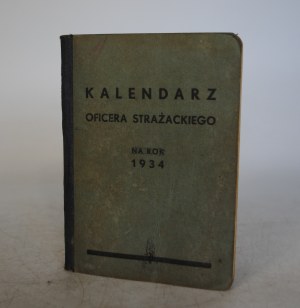 KALENDARZ
OFICERA STRAŻACKIEGO
NA ROK
1934